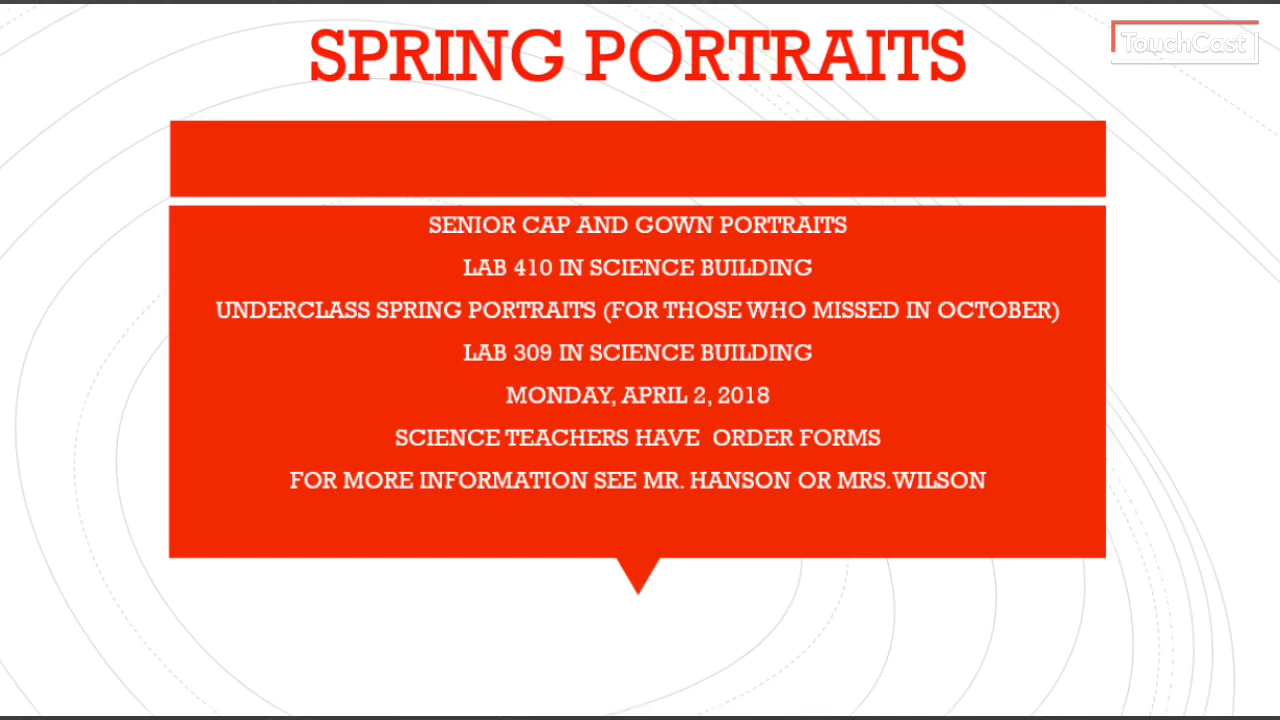 SPRING PORTRAITS
TouchCast
SENIOR CAP AND GOWN PORTRAITS
LAB 410 IN SCIENCE BUILDING
UNDERCLASS SPRING PORTRAITS (FOR THOSE WHO MISSED IN OCTOBER)
LAB 309 IN SCIENCE BUILDING
MONDAY, APRIL 2, 2018
SCIENCE TEACHERS HAVE  ORDER FORMS
FOR MORE INFORMATION SEE MR. HANSON OR MRS. WILSON